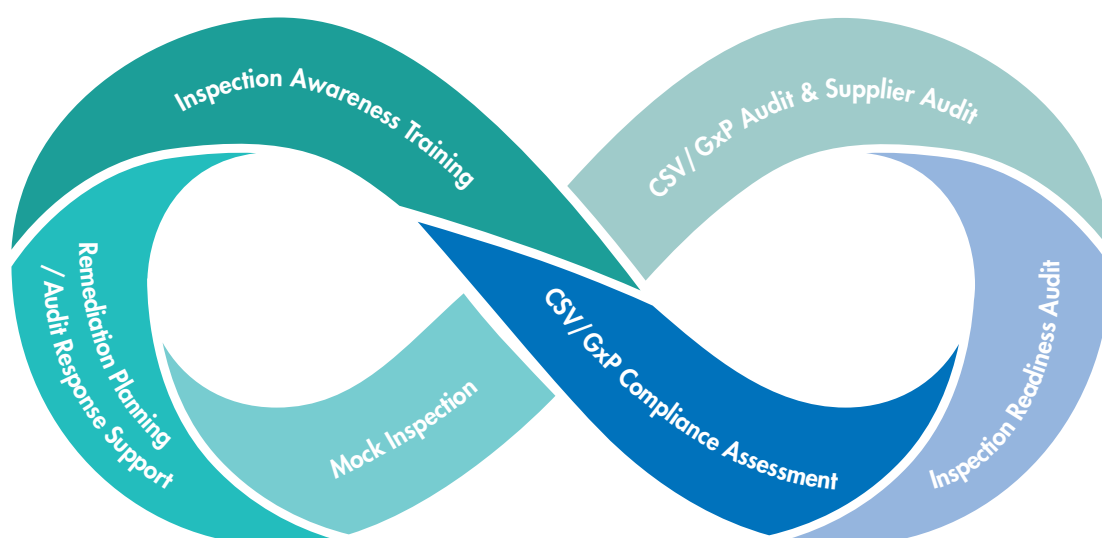 Inspection Awareness Training
CSV/GxP Audit & Supplier Audit
Remediation Planning
/ Audit Response Support
Mock Inspection
CSV/GxP Compliance Assessment
Inspection Readiness Audit